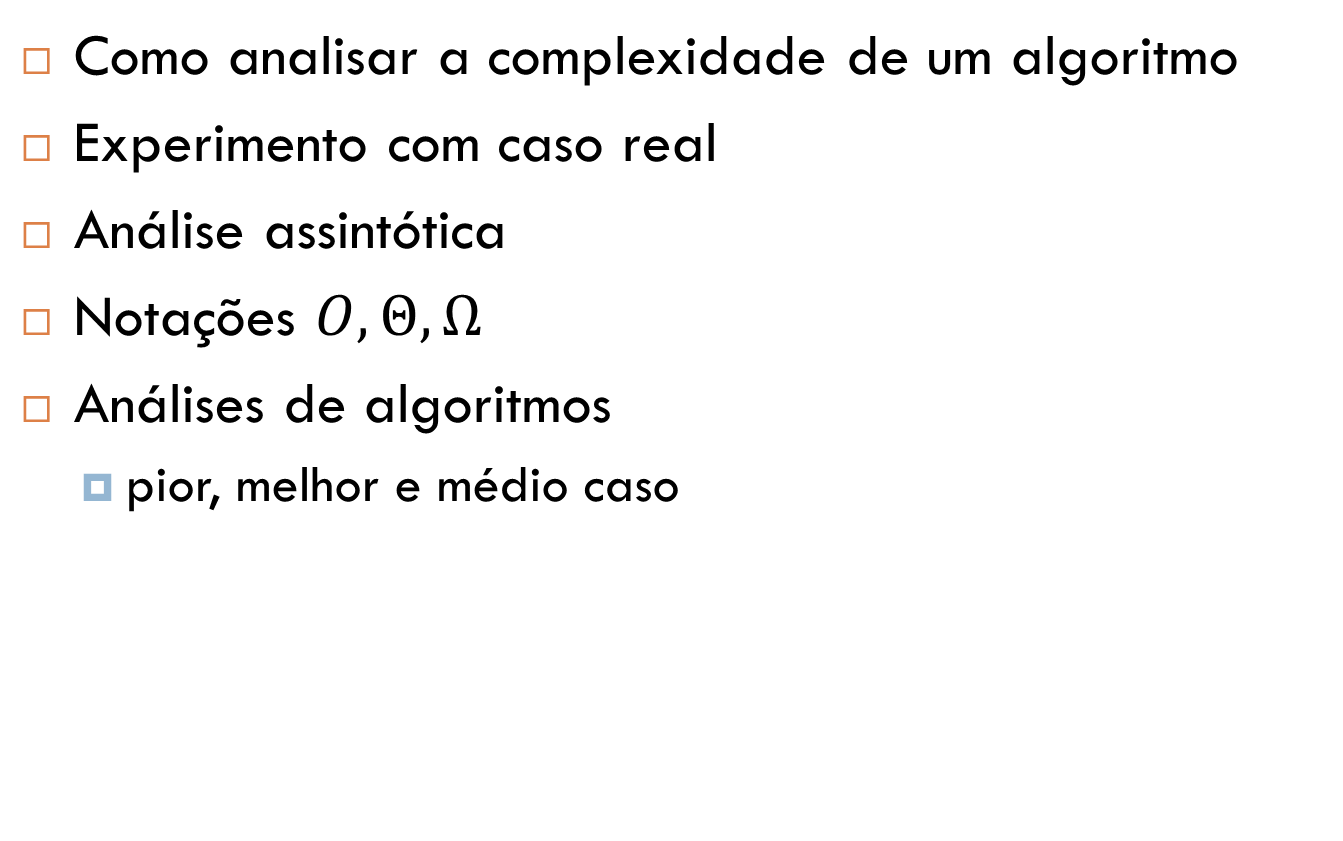 Como analisar a complexidade de um algoritmo
Experimento com caso real
Análise assintótica
Notações O, Θ, Ω
Análises de algoritmos
pior, melhor e médio caso